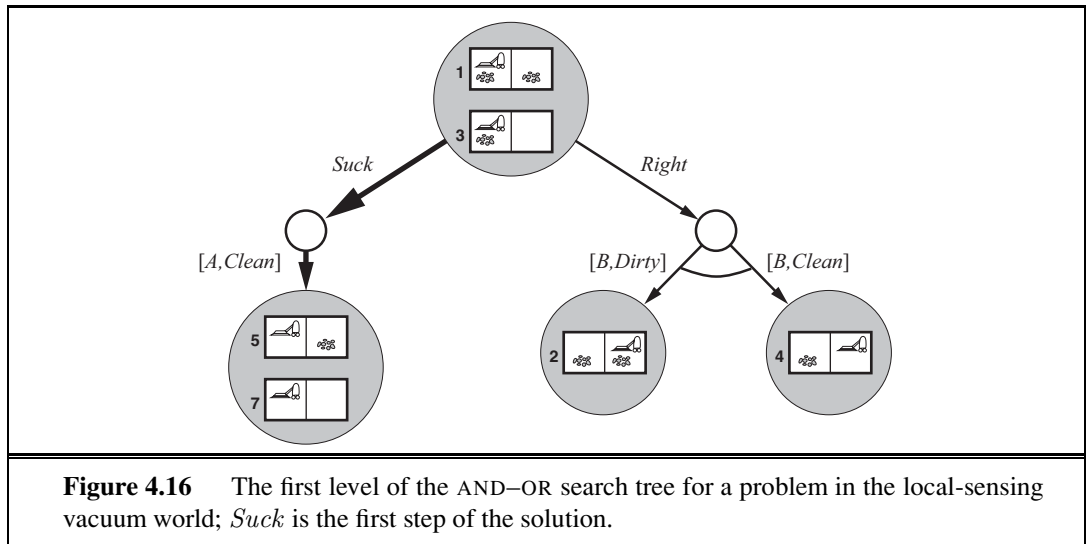 1
3
Suck
Right
[A,Clean]
[B,Dirty]
[B,Clean]
5
2
4
7
Figure 4.16 The first level of the AND–OR search tree for a problem in the local-sensing
vacuum world; Suck is the first step of the solution.